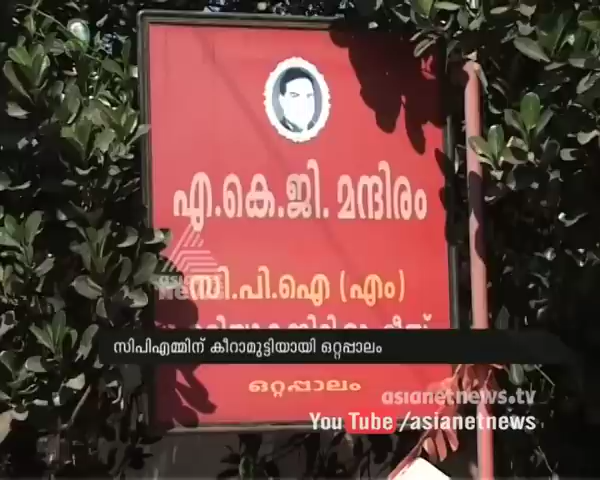 എ.കെ.ജി. മന്ദിരം
സി.പി.ഐ (എം)
സിപിഎമ്മിന് കീറാമുട്ടിയായി ഒറ്റപ്പാലം
ഒറ്റപ്പാലം
asianetnews.tv
You Tube /asianetnews